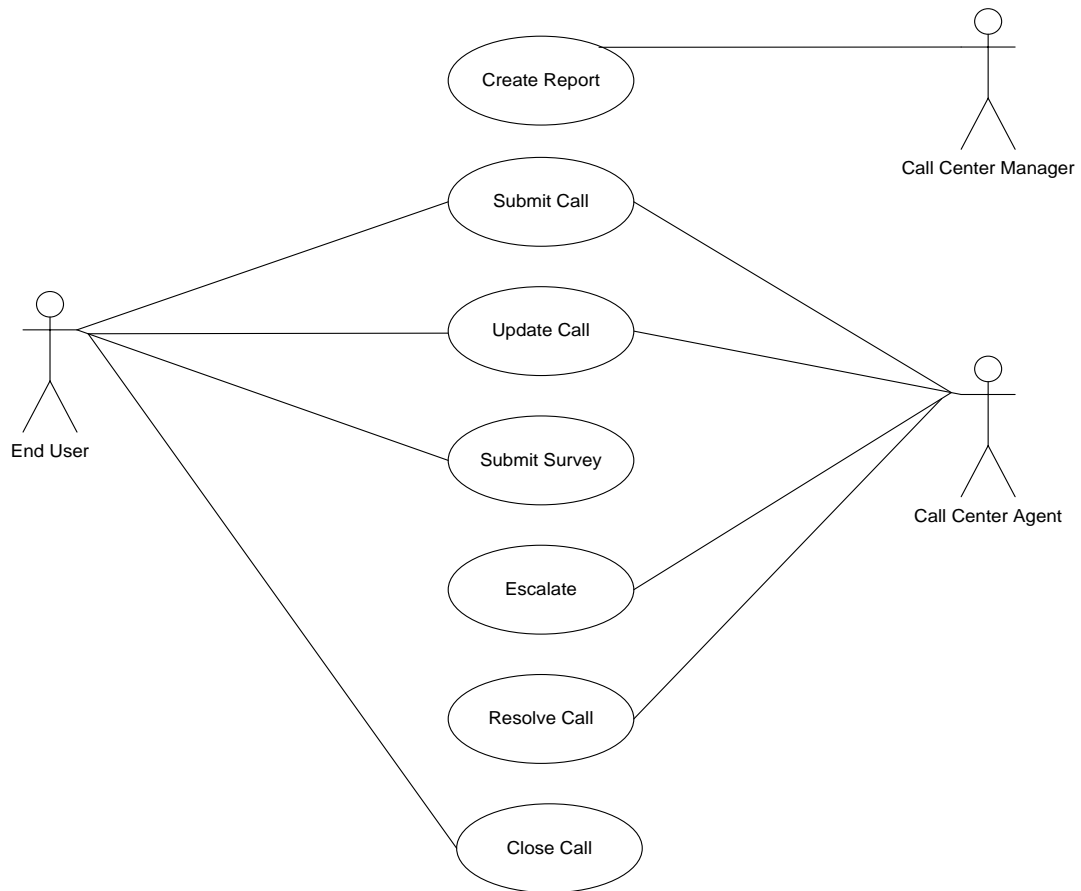 Create Report
Call Center Manager
Submit Call
Update Call
End User
Submit Survey
Call Center Agent
Escalate
Resolve Call
Close Call